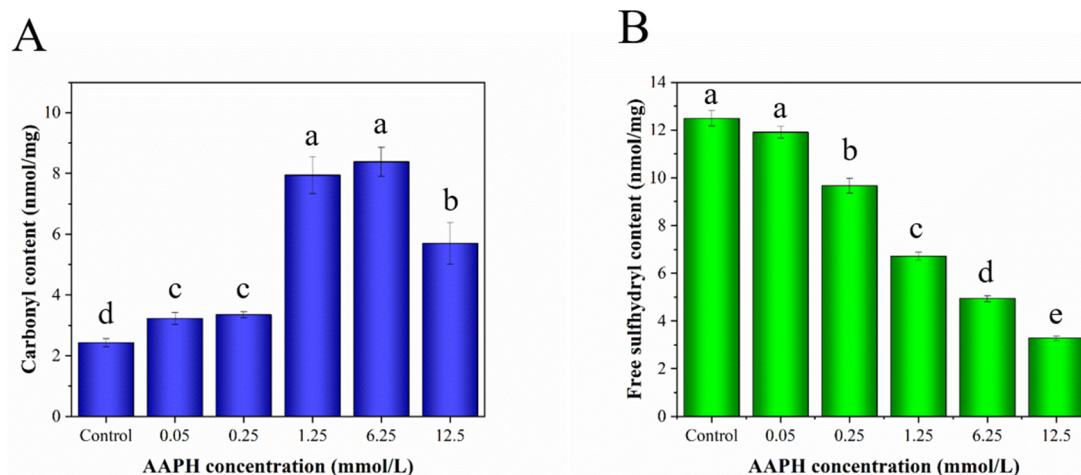 A
Carbonyl content (nmol/mg)
10
8
6
4
2
0
d
c
c
a
a
b
Control 0.05 0.25 1.25 6.25 12.5
AAPH concentration (mmol/L)
B
Free sulfhydryl content (nmol/mg)
14
12
10
8
6
4
2
0
a
a
b
c
d
e
Control 0.05 0.25 1.25 6.25 12.5
AAPH concentration (mmol/L)